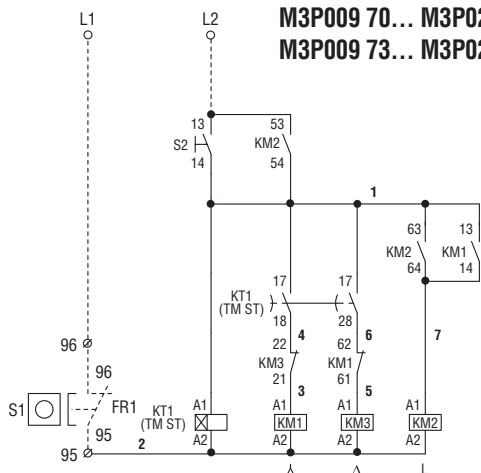 L1 L2 M3P009 70... M3P02
M3P009 73... M3P02
13 53
S2 KM2
14 54
1
63 13
KM2 KM1
64 14
17 17
KT1
(TM ST)
18 28
4 6 7
22 62
KM3 KM1
21 61
3 5
96
96
S1 FR1
95
95
2
KT1
(TM ST)
A1 A1 A1 A1
KM1 KM3 KM2
A2 A2 A2 A2